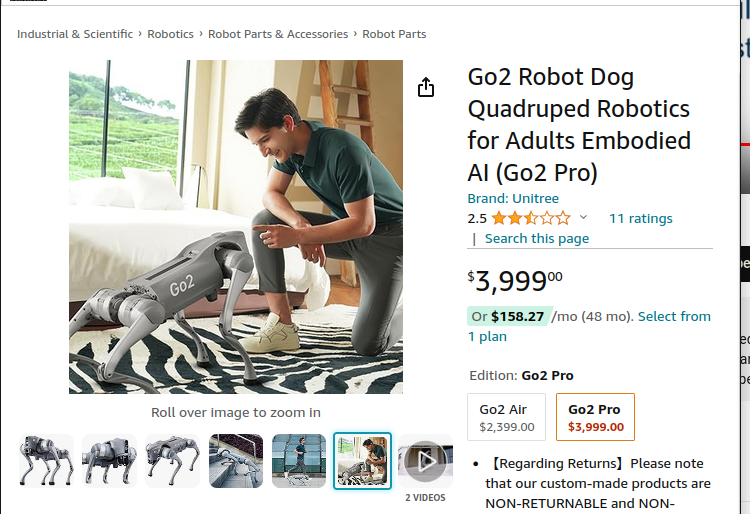 Industrial & Scientific › Robotics › Robot Parts & Accessories › Robot Parts
Go2
Roll over image to zoom in
2 VIDEOS
Go2 Robot Dog
Quadruped Robotics
for Adults Embodied
AI (Go2 Pro)
Brand: Unitree
2.5 11 ratings
| Search this page
$3,99900
Or $158.27 /mo (48 mo). Select from
1 plan
Edition: Go2 Pro
Go2 Air
$2,399.00
Go2 Pro
$3,999.00
• 【Regarding Returns】Please note
that our custom-made products are
NON-RETURNABLE and NON-